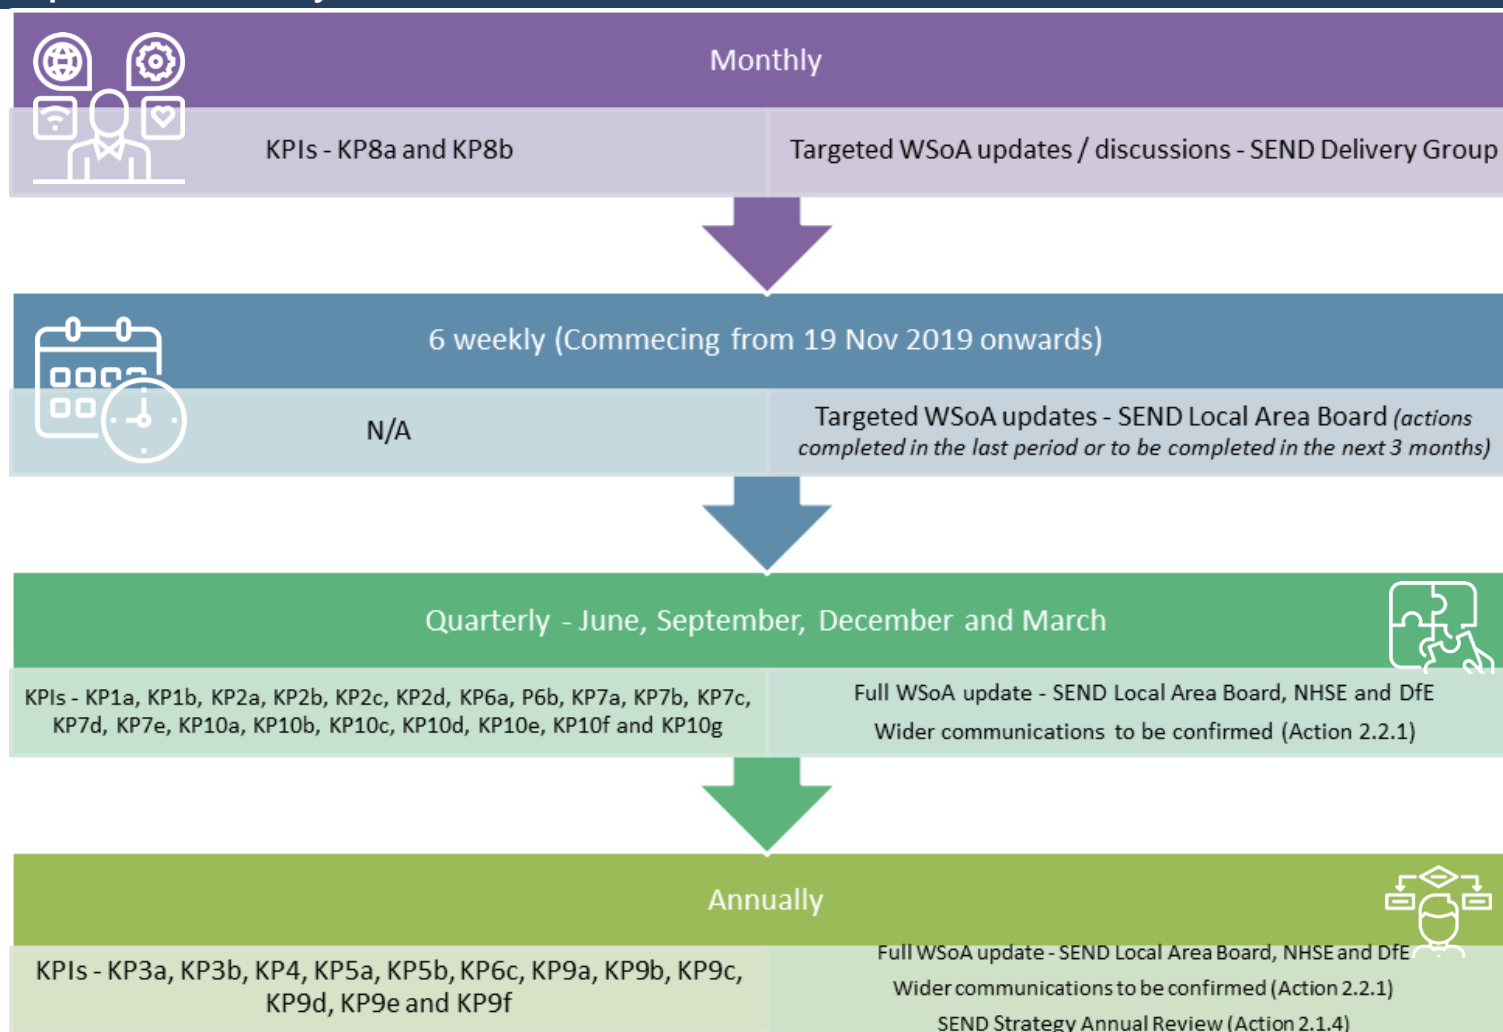 Monthly
KPIs - KP8a and KP8b
Targeted WSoA updates / discussions - SEND Delivery Group
6 weekly (Commecing from 19 Nov 2019 onwards)
N/A
Targeted WSoA updates - SEND Local Area Board (actions
completed in the last period or to be completed in the next 3 months)
Quarterly - June, September, December and March
KPIs - KP1a, KP1b, KP2a, KP2b, KP2c, KP2d, KP6a, P6b, KP7a, KP7b, KP7c,
KP7d, KP7e, KP10a, KP10b, KP10c, KP10d, KP10e, KP10f and KP10g
Full WSoA update - SEND Local Area Board, NHSE and DfE
Wider communications to be confirmed (Action 2.2.1)
Annually
KPIs - KP3a, KP3b, KP4, KP5a, KP5b, KP6c, KP9a, KP9b, KP9c,
KP9d, KP9e and KP9f
Full WSoA update - SEND Local Area Board, NHSE and DfE
Wider communications to be confirmed (Action 2.2.1)
SEND Strategy Annual Review (Action 2.1.4)